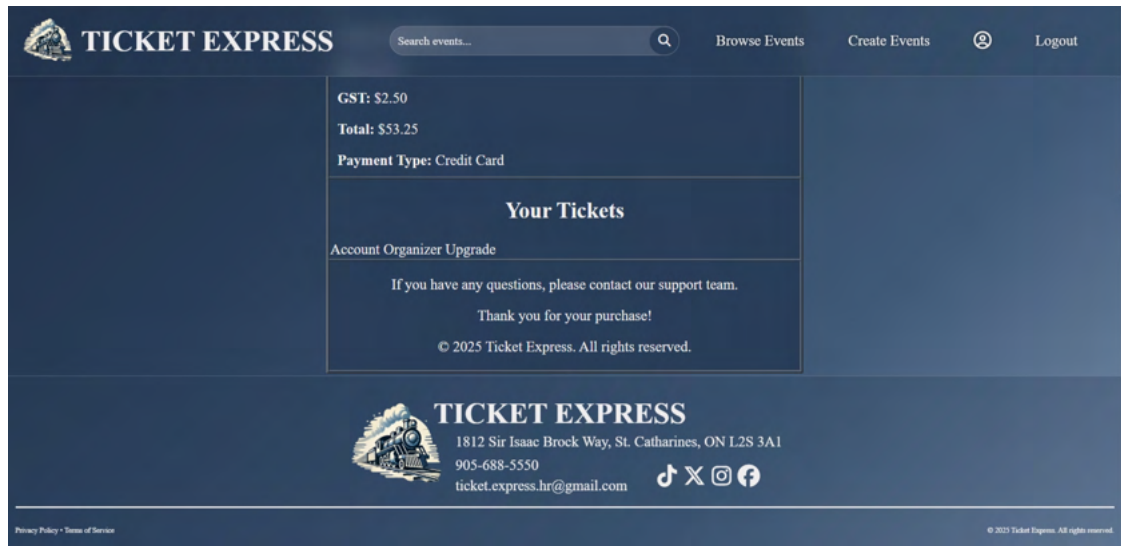 TICKET EXPRESS
Search events...
Browse Events
Create Events
Logout
GST: $2.50
Total: $53.25
Payment Type: Credit Card
Your Tickets
Account Organizer Upgrade
If you have any questions, please contact our support team.
Thank you for your purchase!
© 2025 Ticket Express. All rights reserved.
TICKET EXPRESS
1812 Sir Isaac Brock Way, St. Catharines, ON L2S 3A1
905-688-5550
ticket.express.hr@gmail.com
Privacy Policy • Terms of Service
© 2025 Ticket Express. All rights reserved.